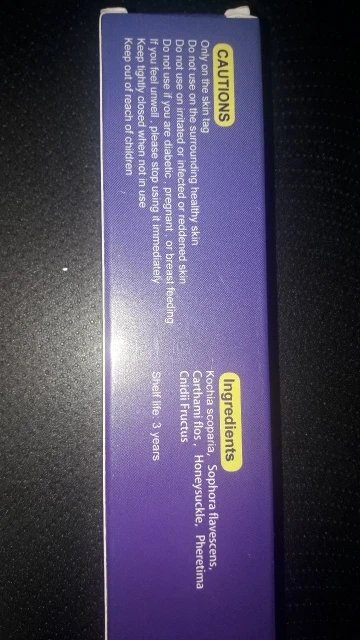 CAUTIONS
Only on the skin tag
Do not use on the surrounding healthy skin
Do not use on irritated or infected or reddened skin
Do not use if you are diabetic pregnant or breast feeding
If you feel unwell , please stop using it immediately
Keep tightly closed when not in use
Keep out of reach of children
Ingredients
Kochia scoparia, Sophora flavescens,
Carthami flos , Honeysuckle, Pheretima
Cnidii Fructus
Shelf life: 3 years